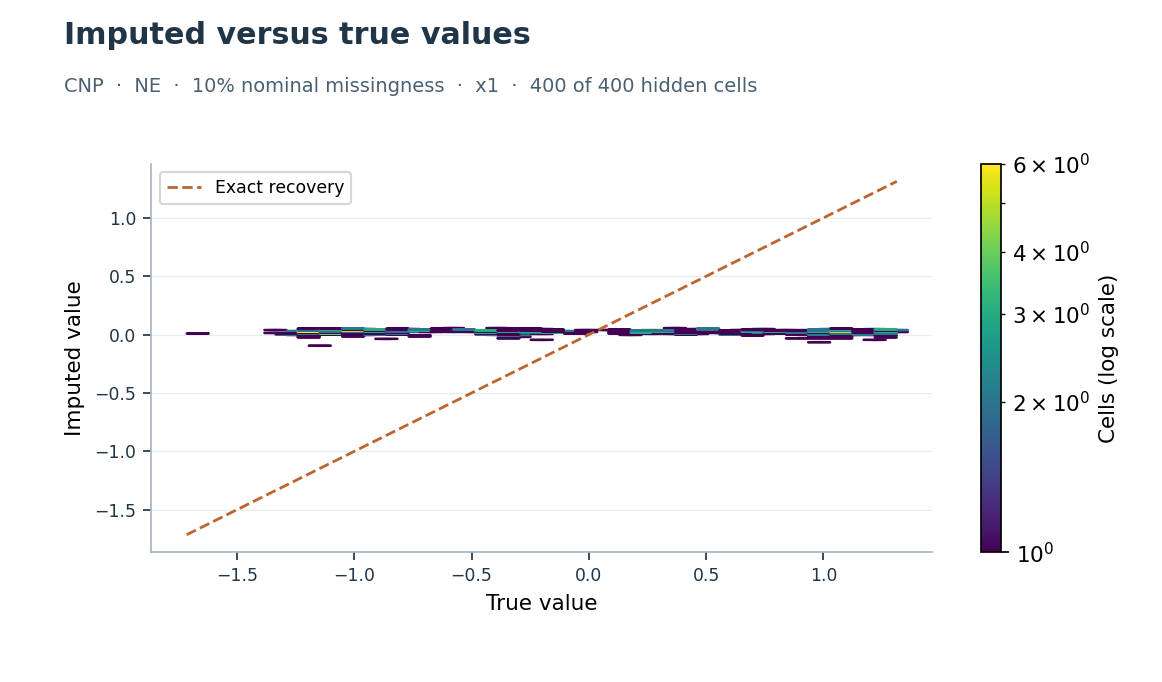 Imputed versus true values
CNP · NE · 10% nominal missingness · x1 · 400 of 400 hidden cells
Exact recovery
1.0
0.5
0.0
−0.5
−1.0
−1.5
Imputed value
−1.5
−1.0
−0.5
0.0
0.5
1.0
True value
6 × 10⁰
4 × 10⁰
3 × 10⁰
2 × 10⁰
10⁰
Cells (log scale)